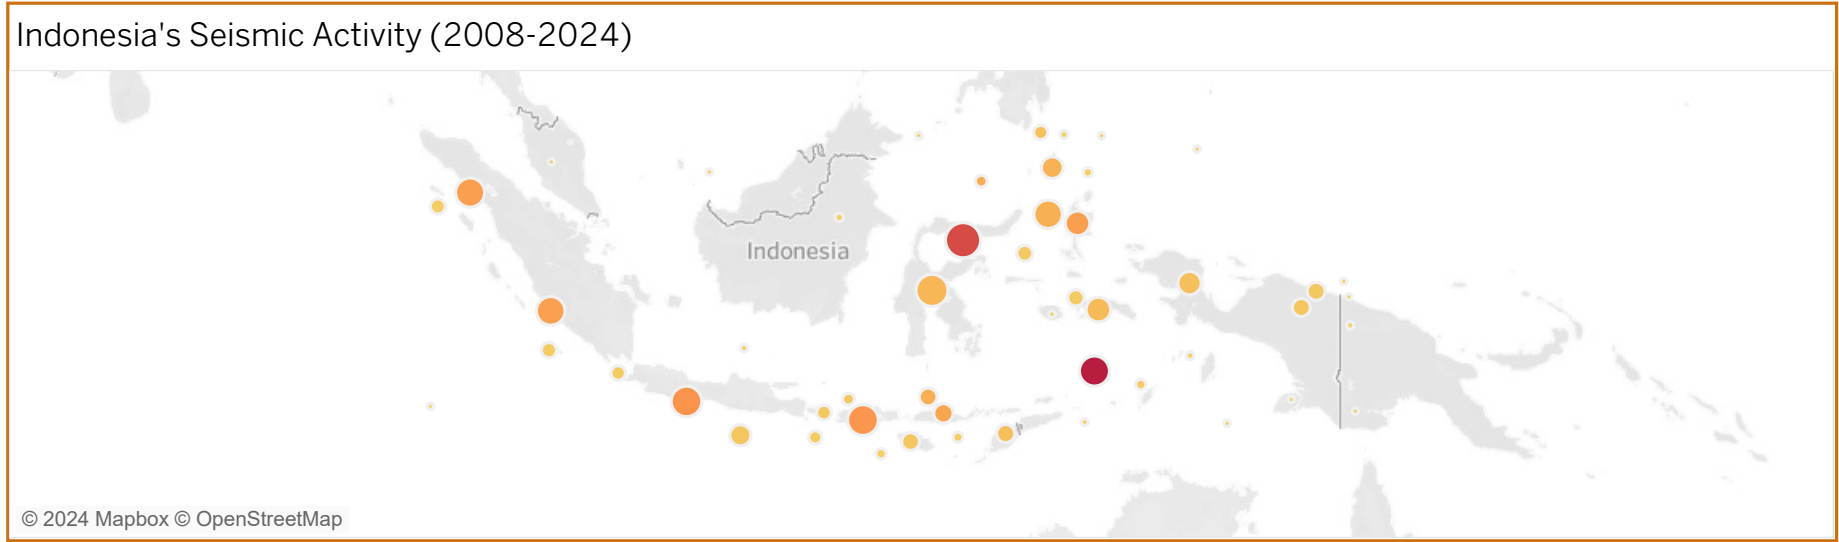 Indonesia's Seismic Activity (2008-2024)
Indonesia
© 2024 Mapbox © OpenStreetMap